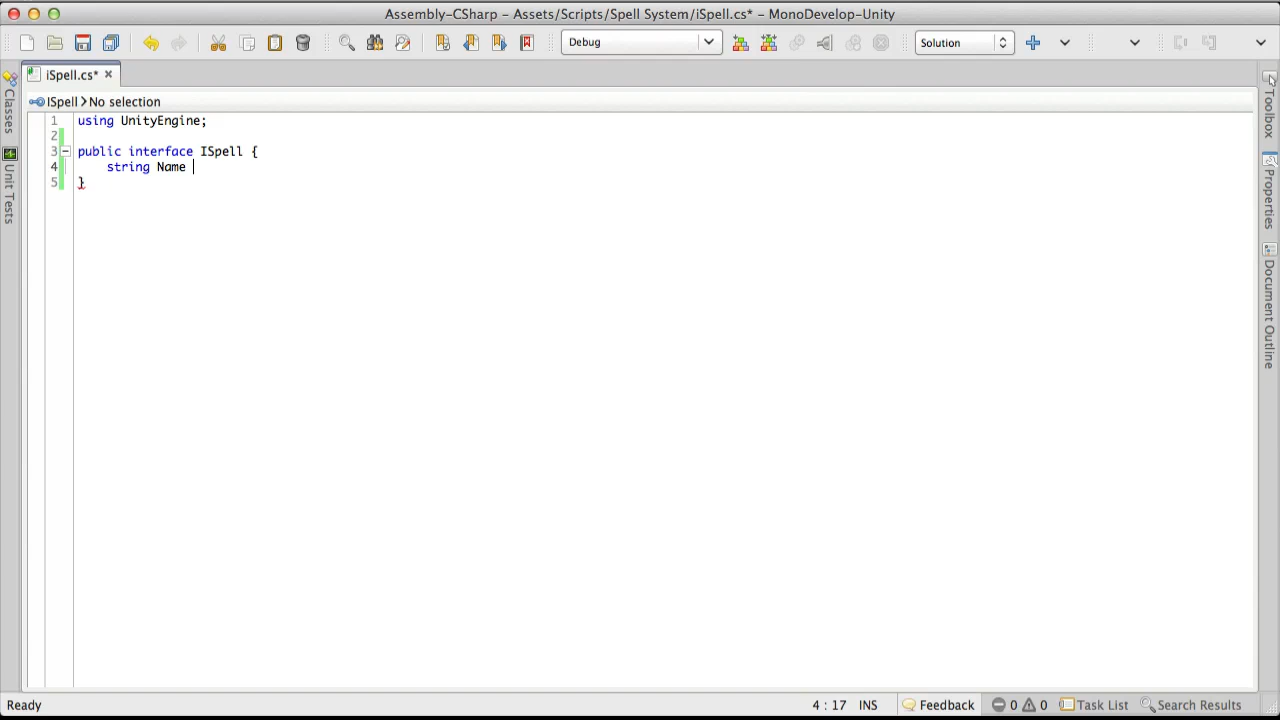 Assembly-CSharp – Assets/Scripts/Spell System/iSpell.cs* – MonoDevelop-Unity
Debug
Solution
iSpell.cs*
ISpell
No selection
1 using UnityEngine;
2
3 public interface ISpell {
4 string Name
5 }
Classes
Unit Tests
Toolbox
Properties
Document Outline
Ready
4 : 17 INS
Feedback
0 0
Task List
Search Results